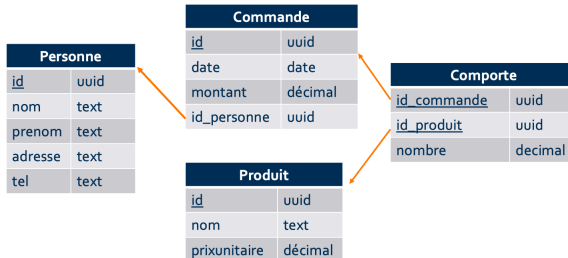 Personne
id uuid
nom text
prenom text
adresse text
tel text
Commande
id uuid
date date
montant décimal
id_personne uuid
Produit
id uuid
nom text
prixunitaire décimal
Comporte
id_commande uuid
id_produit uuid
nombre decimal